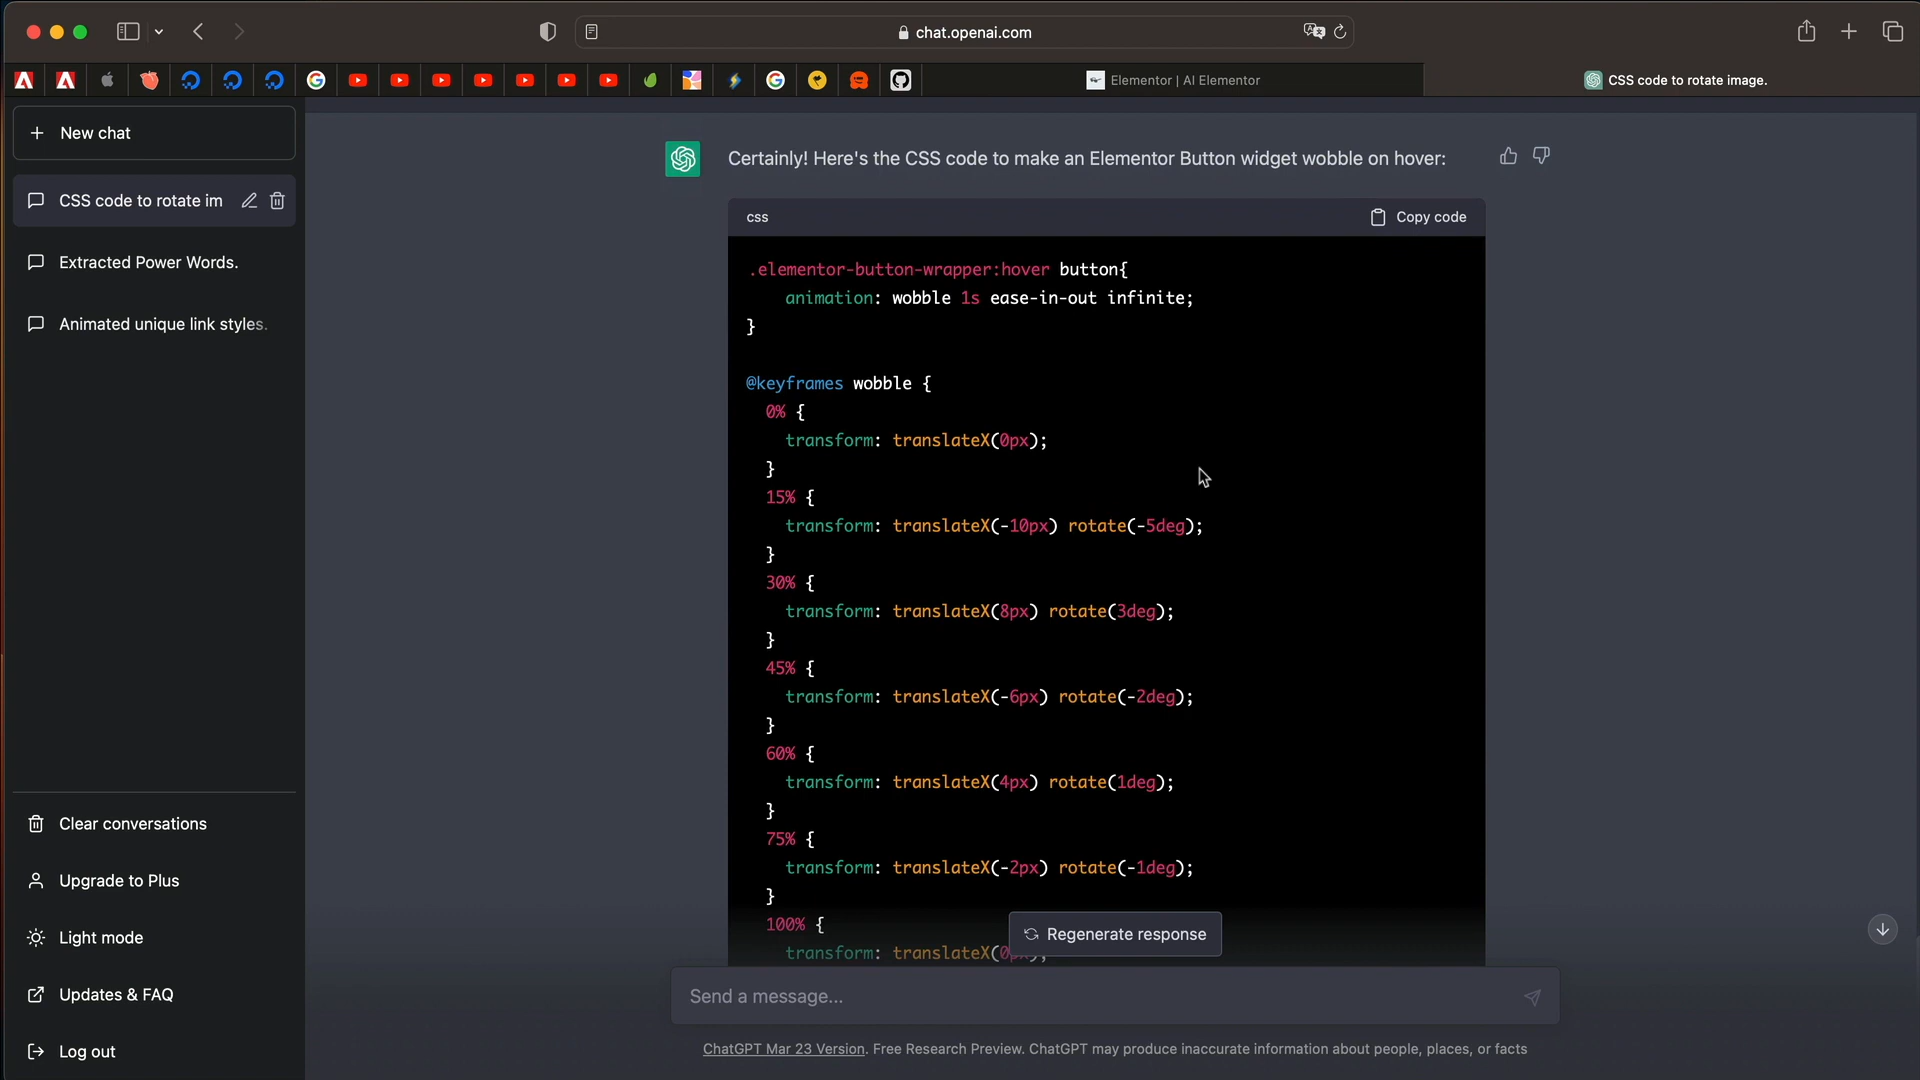 chat.openai.com
Elementor | AI Elementor
CSS code to rotate image.
New chat
CSS code to rotate im
Extracted Power Words.
Animated unique link styles.
Clear conversations
Upgrade to Plus
Light mode
Updates & FAQ
Log out
Certainly! Here's the CSS code to make an Elementor Button widget wobble on hover:
css
Copy code
.elementor-button-wrapper:hover button{
    animation: wobble 1s ease-in-out infinite;
}
@keyframes wobble {
  0% {
    transform: translateX(0px);
  }
  15% {
    transform: translateX(-10px) rotate(-5deg);
  }
  30% {
    transform: translateX(8px) rotate(3deg);
  }
  45% {
    transform: translateX(-6px) rotate(-2deg);
  }
  60% {
    transform: translateX(4px) rotate(1deg);
  }
  75% {
    transform: translateX(-2px) rotate(-1deg);
  }
  100% {
    transform: translateX(0px);
Regenerate response
Send a message...
ChatGPT Mar 23 Version. Free Research Preview. ChatGPT may produce inaccurate information about people, places, or facts